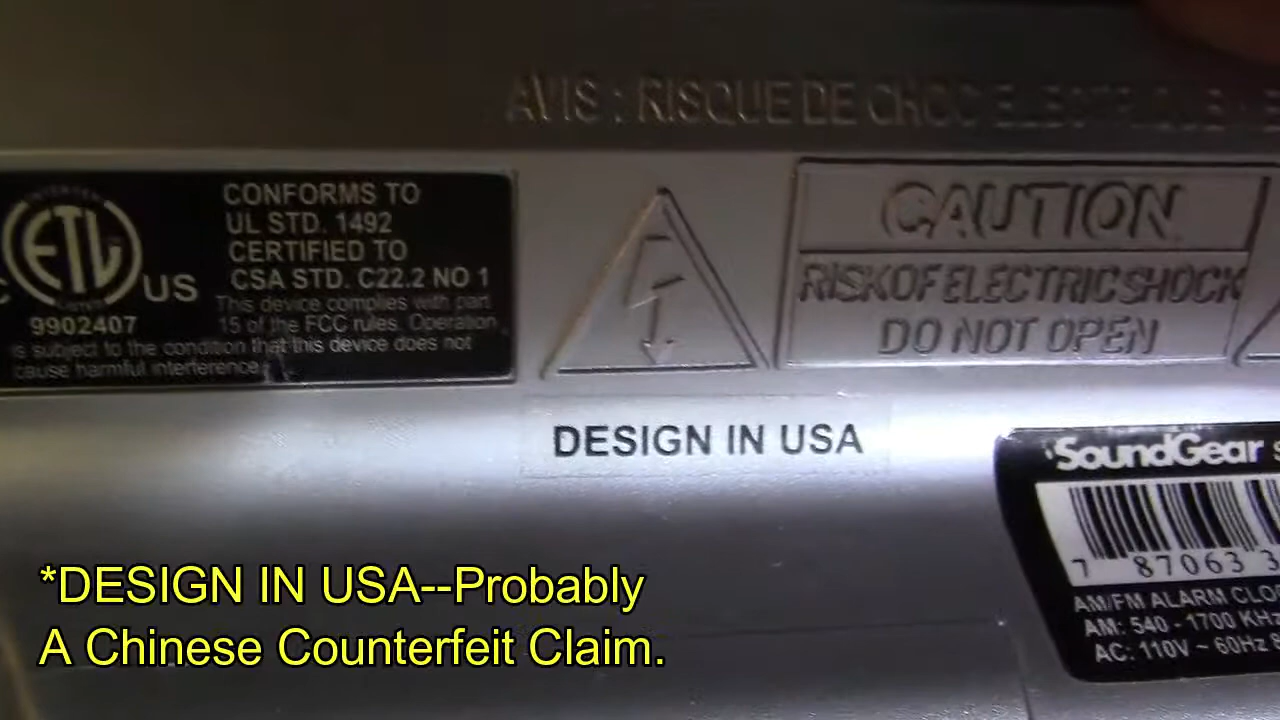 AVIS : RISQUE DE CHOC ELECTRIQUE -
ETL
C
US
9902407
CONFORMS TO
UL STD. 1492
CERTIFIED TO
CSA STD. C22.2 NO 1
This device complies with part
15 of the FCC rules. Operation
is subject to the condition that this device does not
cause harmful interference.
CAUTION
RISK OF ELECTRIC SHOCK
DO NOT OPEN
DESIGN IN USA
SoundGear
7 87063 3
AM/FM ALARM CLO
AM: 540 - 1700 KHz
AC: 110V ~ 60Hz
*DESIGN IN USA--Probably
A Chinese Counterfeit Claim.